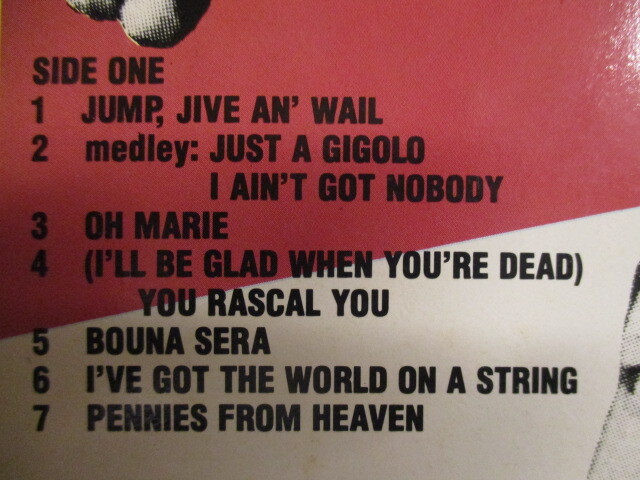 SIDE ONE
1 JUMP, JIVE AN' WAIL
2 medley: JUST A GIGOLO
I AIN'T GOT NOBODY
3 OH MARIE
4 (I'LL BE GLAD WHEN YOU'RE DEAD)
YOU RASCAL YOU
5 BOUNA SERA
6 I'VE GOT THE WORLD ON A STRING
7 PENNIES FROM HEAVEN